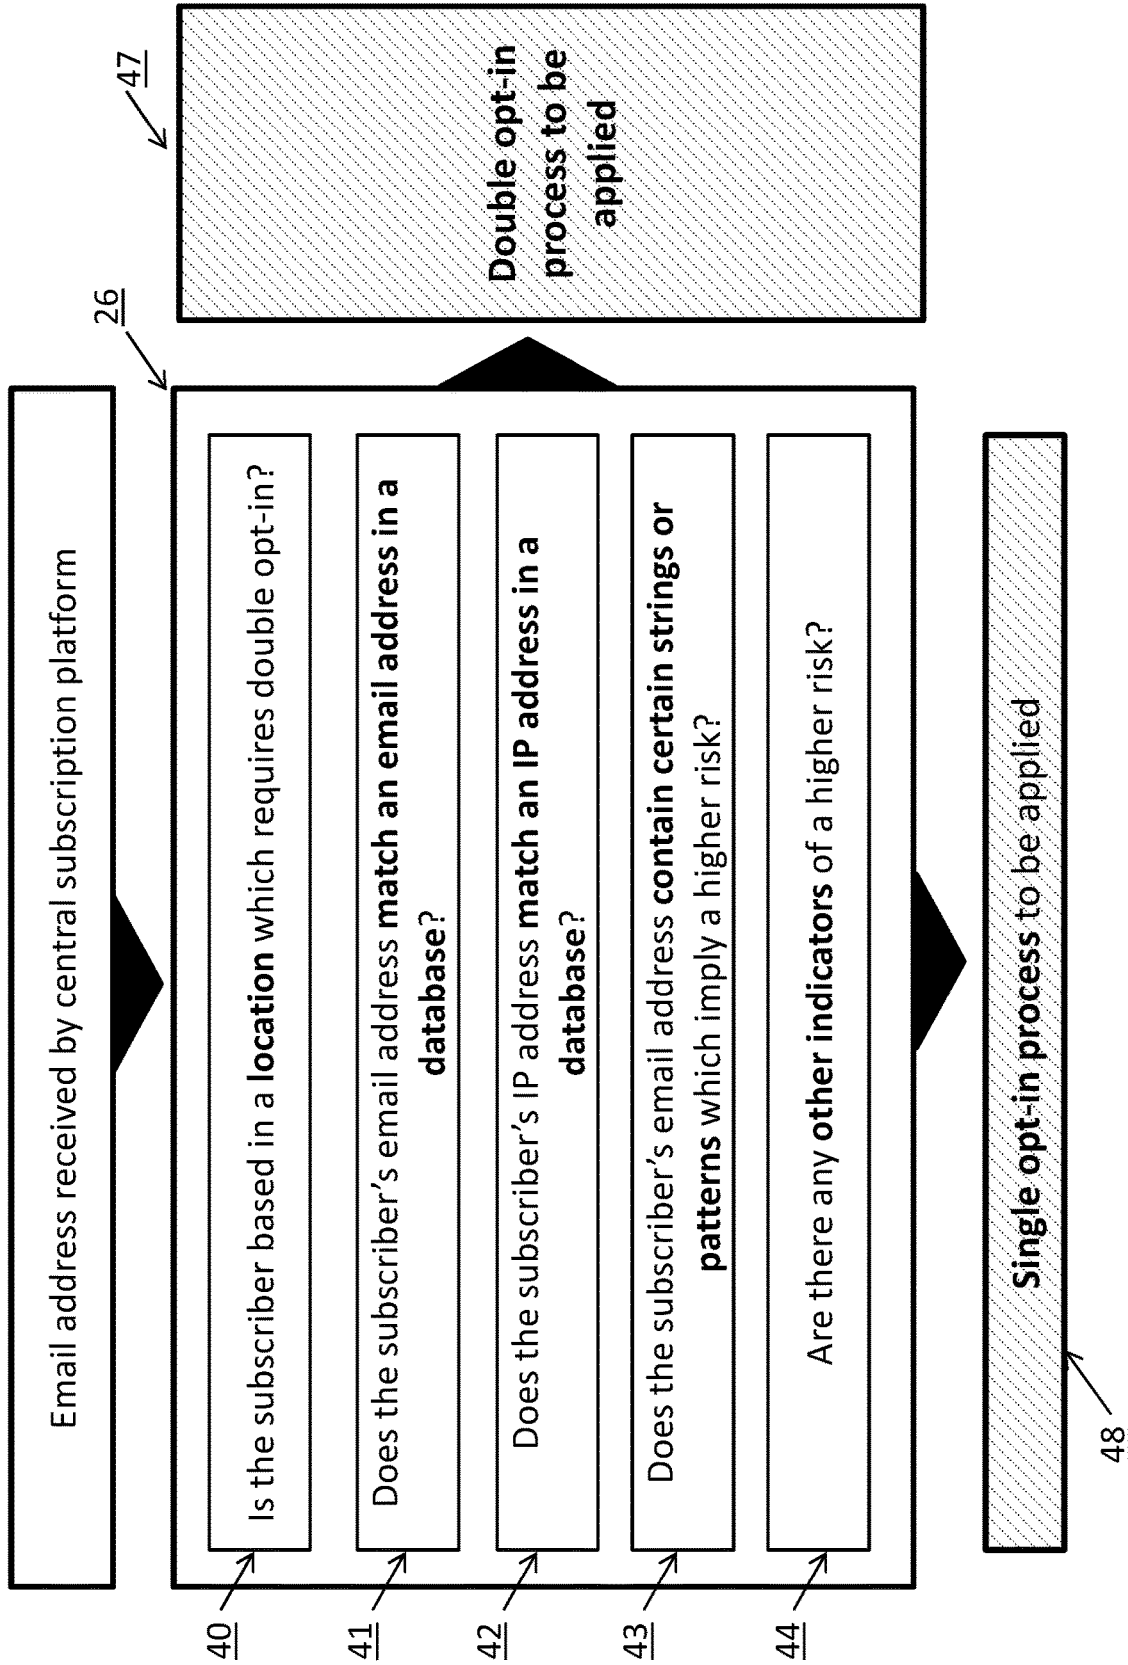 Email address received by central subscription platform
26
47
40
Is the subscriber based in a location which requires double opt-in?
41
Does the subscriber's email address match an email address in a
database?
42
Does the subscriber's IP address match an IP address in a
database?
43
Does the subscriber's email address contain certain strings or
patterns which imply a higher risk?
44
Are there any other indicators of a higher risk?
Double opt-in
process to be
applied
48
Single opt-in process to be applied